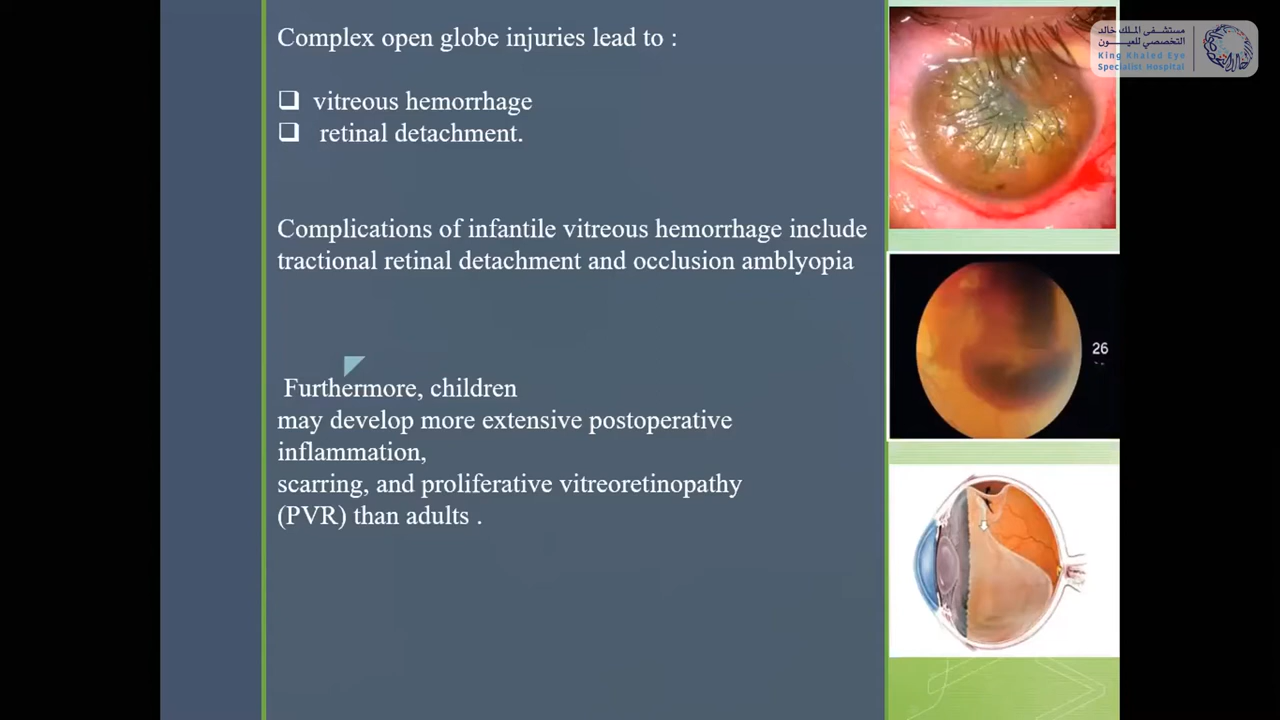 Complex open globe injuries lead to :
vitreous hemorrhage
retinal detachment.
Complications of infantile vitreous hemorrhage include
tractional retinal detachment and occlusion amblyopia
Furthermore, children
may develop more extensive postoperative
inflammation,
scarring, and proliferative vitreoretinopathy
(PVR) than adults .
مستشفى الملك خالد
التخصصي للعيون
King Khaled Eye
Specialist Hospital
26